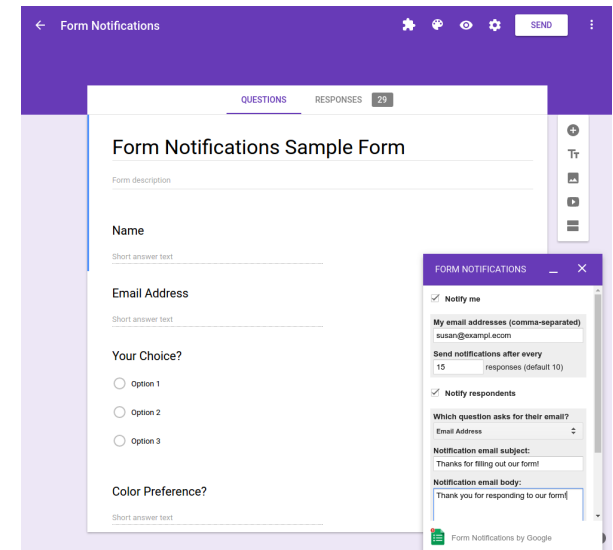 Form Notifications
SEND
QUESTIONS RESPONSES 29
Form Notifications Sample Form
Form description
Name
Short answer text
Email Address
Short answer text
Your Choice?
Option 1
Option 2
Option 3
Color Preference?
Short answer text
Tт
FORM NOTIFICATIONS
Notify me
My email addresses (comma-separated)
susan@exampl.ecom
Send notifications after every
15 responses (default 10)
Notify respondents
Which question asks for their email?
Email Address
Notification email subject:
Thanks for filling out our form!
Notification email body:
Thank you for responding to our form!
Form Notifications by Google